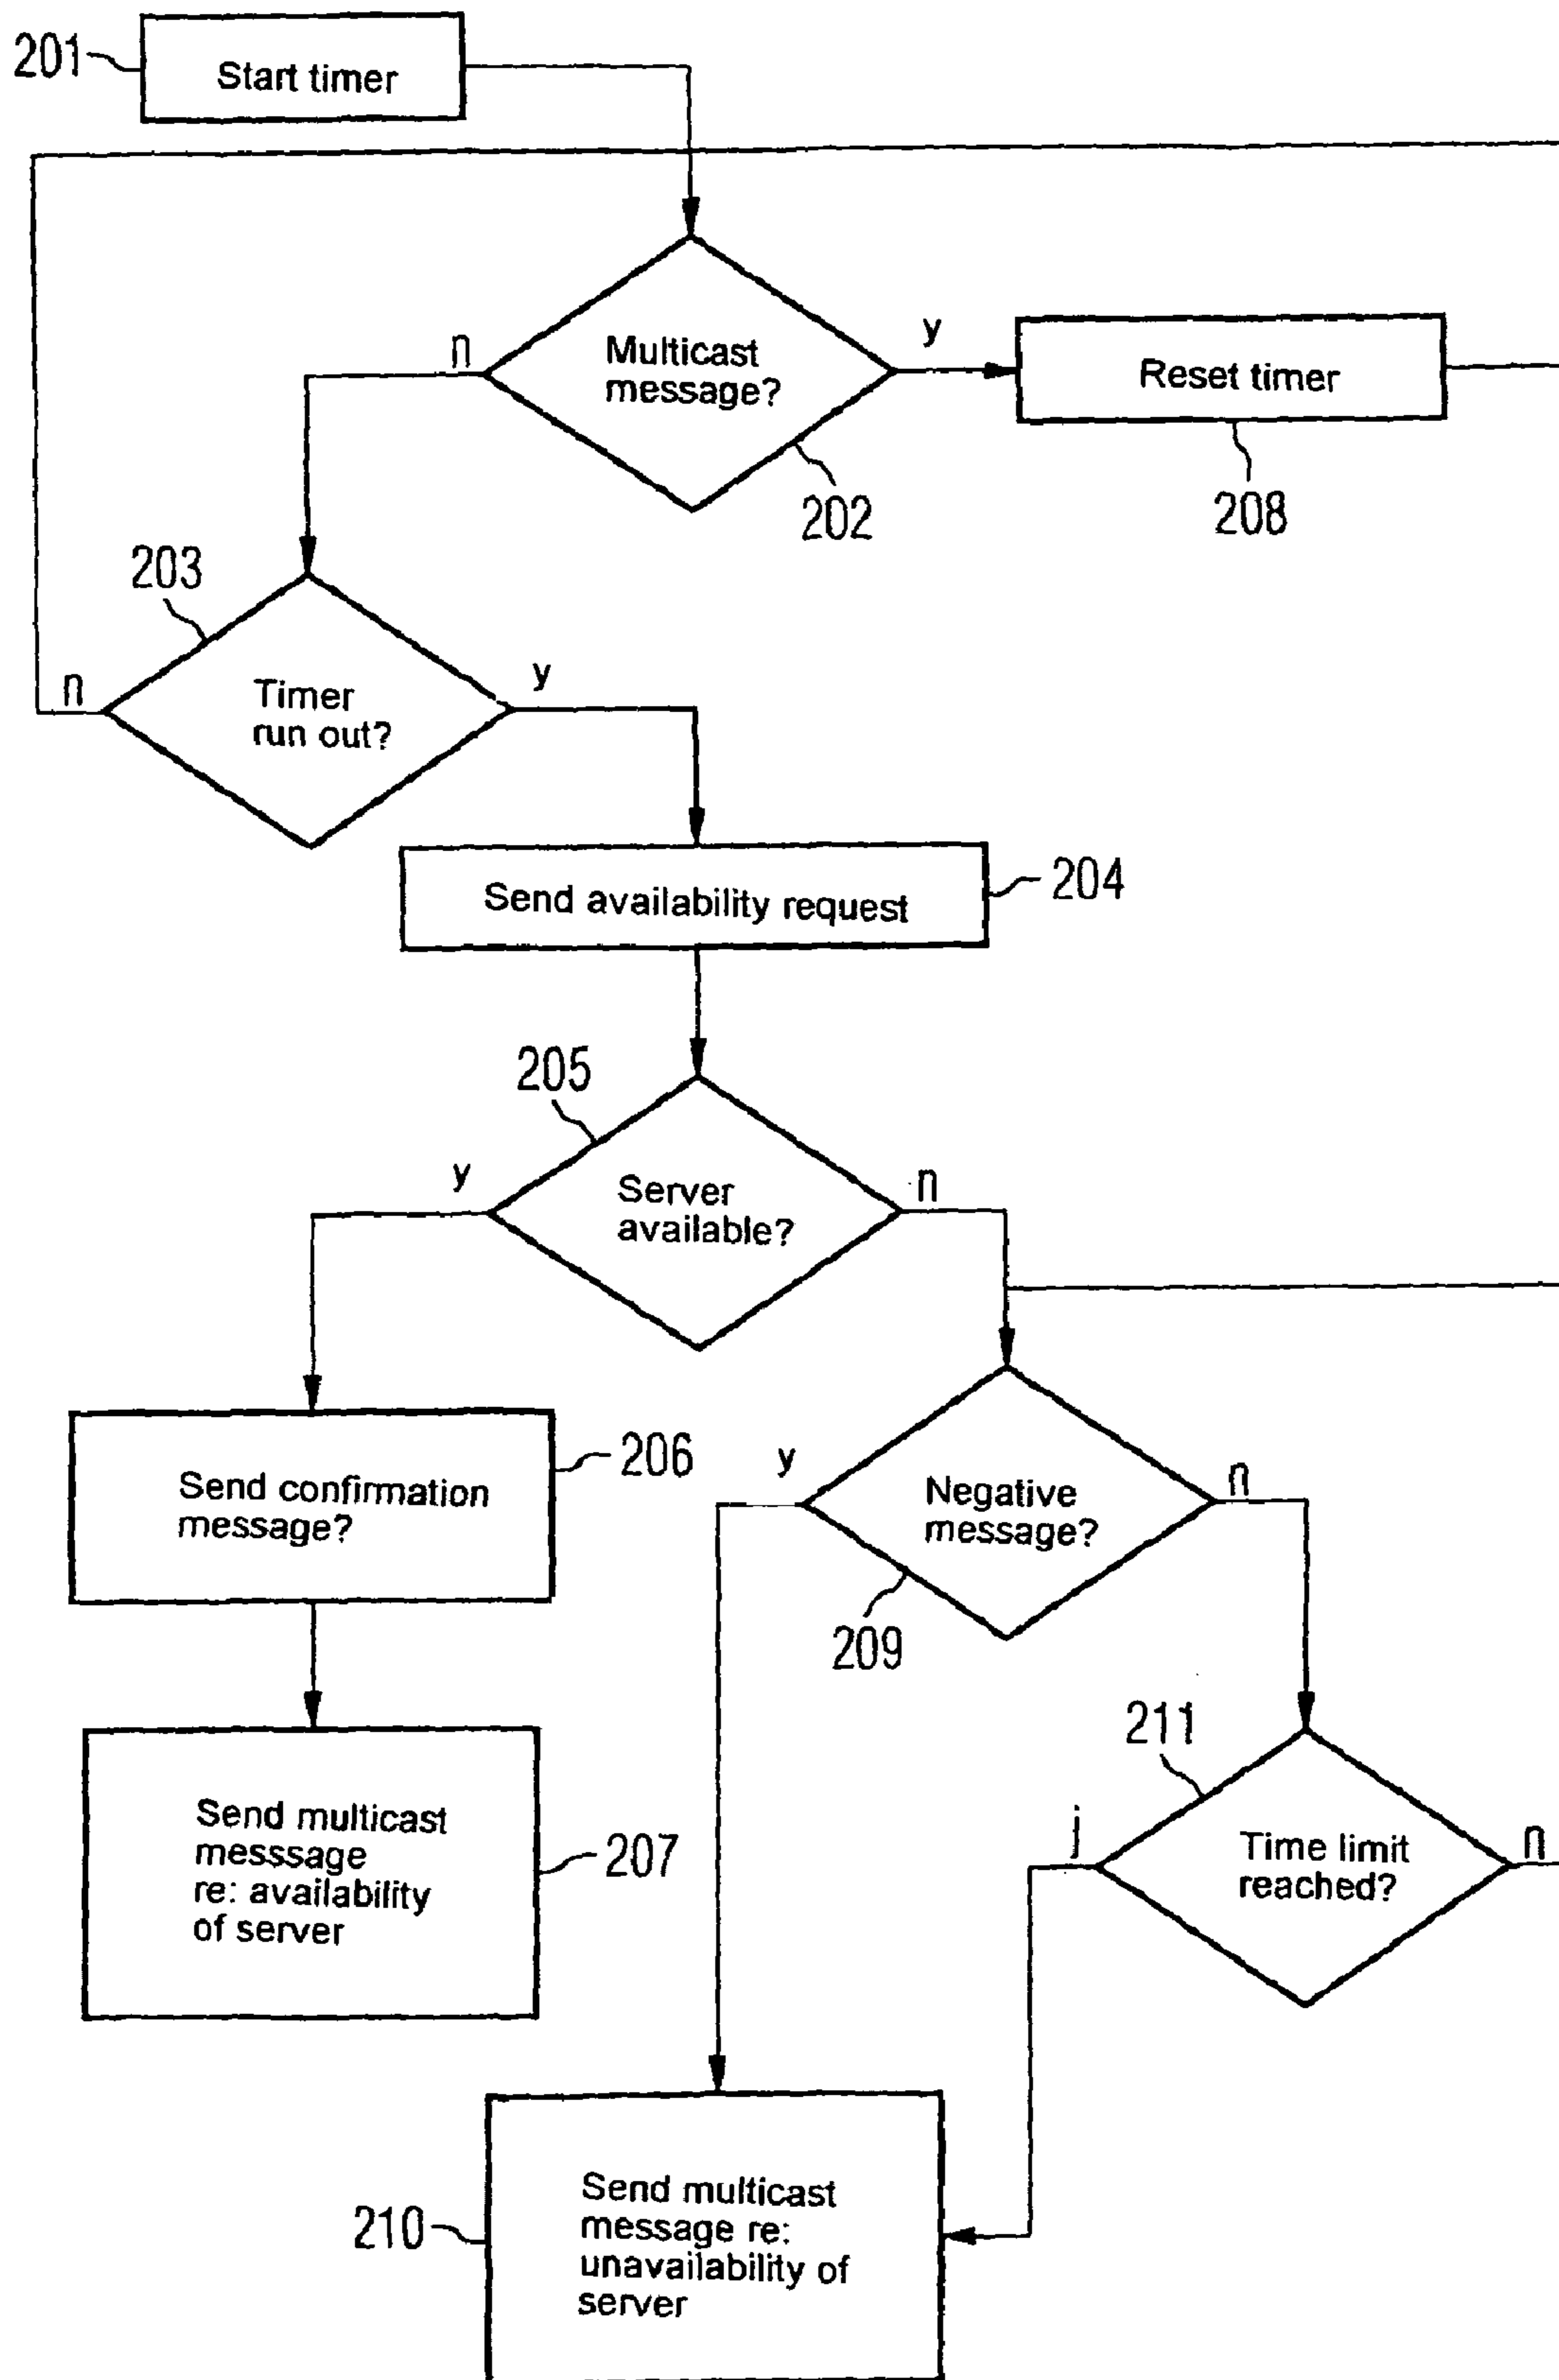 201
Start timer
n
Multicast
message?
y
Reset timer
202
208
203
n
Timer
run out?
y
Send availability request
204
205
y
Server
available?
n
Send confirmation
message?
206
y
Negative
message?
n
209
211
Send multicast
messsage
re: availability
of server
207
j
Time limit
reached?
n
210
Send multicast
message re:
unavailability of
server